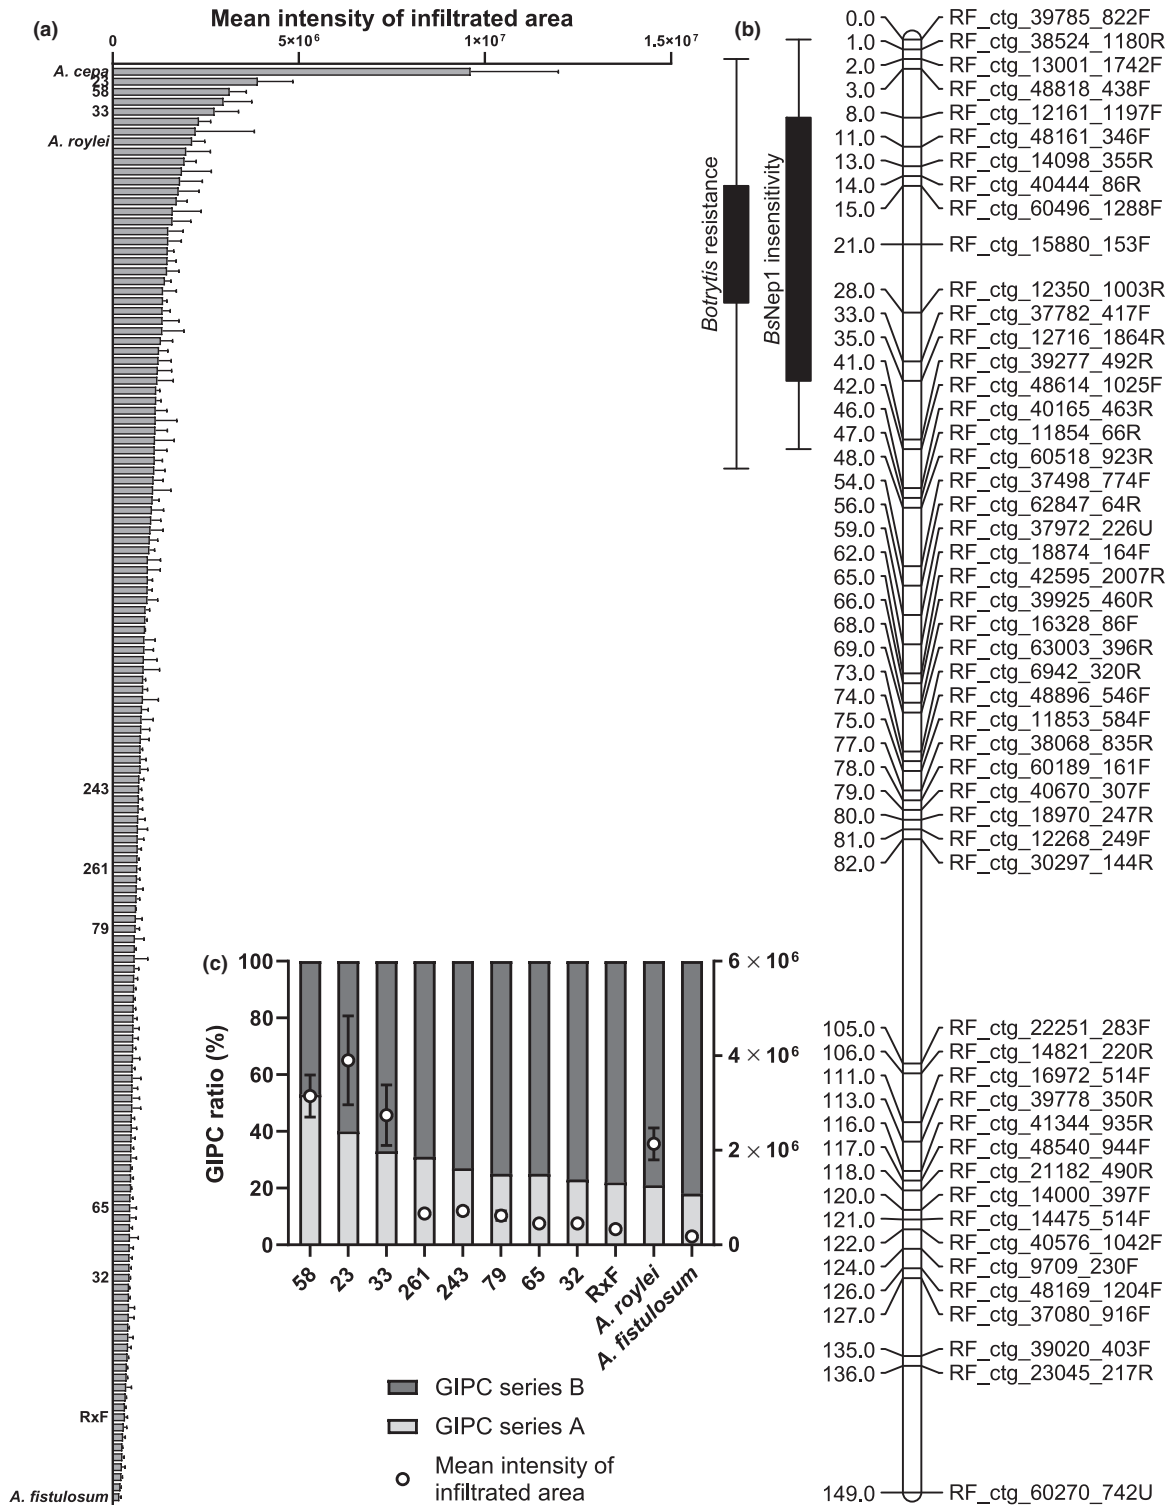 Mean intensity of infiltrated area
(a)
0
5×10⁶
1×10⁷
1.5×10⁷
A. cepa
23
58
33
A. roylei
243
261
79
65
32
RxF
A. fistulosum
(b)
Botrytis resistance
BsNep1 insensitivity
0.0 RF_ctg_39785_822F
1.0 RF_ctg_38524_1180R
2.0 RF_ctg_13001_1742F
3.0 RF_ctg_48818_438F
8.0 RF_ctg_12161_1197F
11.0 RF_ctg_48161_346F
13.0 RF_ctg_14098_355R
14.0 RF_ctg_40444_86R
15.0 RF_ctg_60496_1288F
21.0 RF_ctg_15880_153F
28.0 RF_ctg_12350_1003R
33.0 RF_ctg_37782_417F
35.0 RF_ctg_12716_1864R
41.0 RF_ctg_39277_492R
42.0 RF_ctg_48614_1025F
46.0 RF_ctg_40165_463R
47.0 RF_ctg_11854_66R
48.0 RF_ctg_60518_923R
54.0 RF_ctg_37498_774F
56.0 RF_ctg_62847_64R
59.0 RF_ctg_37972_226U
62.0 RF_ctg_18874_164F
65.0 RF_ctg_42595_2007R
66.0 RF_ctg_39925_460R
68.0 RF_ctg_16328_86F
69.0 RF_ctg_63003_396R
73.0 RF_ctg_6942_320R
74.0 RF_ctg_48896_546F
75.0 RF_ctg_11853_584F
77.0 RF_ctg_38068_835R
78.0 RF_ctg_60189_161F
79.0 RF_ctg_40670_307F
80.0 RF_ctg_18970_247R
81.0 RF_ctg_12268_249F
82.0 RF_ctg_30297_144R
105.0 RF_ctg_22251_283F
106.0 RF_ctg_14821_220R
111.0 RF_ctg_16972_514F
113.0 RF_ctg_39778_350R
116.0 RF_ctg_41344_935R
117.0 RF_ctg_48540_944F
118.0 RF_ctg_21182_490R
120.0 RF_ctg_14000_397F
121.0 RF_ctg_14475_514F
122.0 RF_ctg_40576_1042F
124.0 RF_ctg_9709_230F
126.0 RF_ctg_48169_1204F
127.0 RF_ctg_37080_916F
135.0 RF_ctg_39020_403F
136.0 RF_ctg_23045_217R
149.0 RF_ctg_60270_742U
(c)
GIPC ratio (%)
100
80
60
40
20
0
6 × 10⁶
4 × 10⁶
2 × 10⁶
0
58
23
33
261
243
79
65
32
RxF
A. roylei
A. fistulosum
GIPC series B
GIPC series A
Mean intensity of
infiltrated area